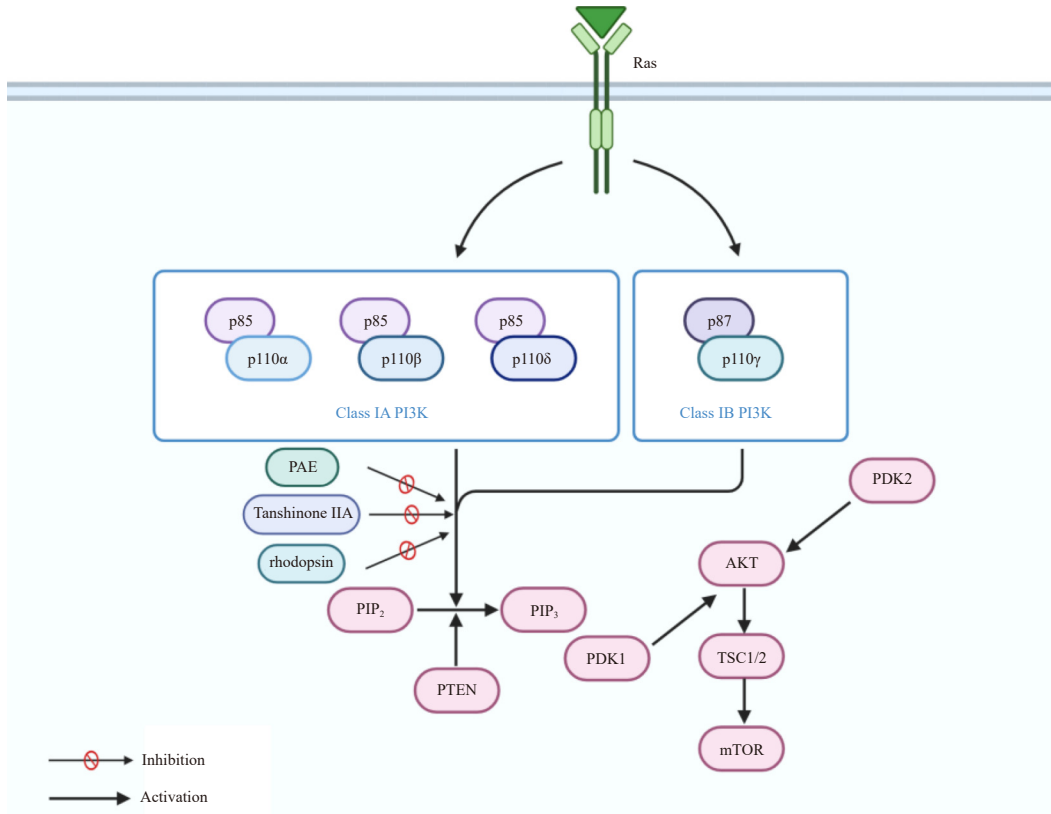 Ras
p85
p110α
p85
p110β
p85
p110δ
Class IA PI3K
p87
p110γ
Class IB PI3K
PAE
Tanshinone IIA
rhodopsin
PIP₂
PIP₃
PTEN
PDK2
AKT
PDK1
TSC1/2
mTOR
Inhibition
Activation